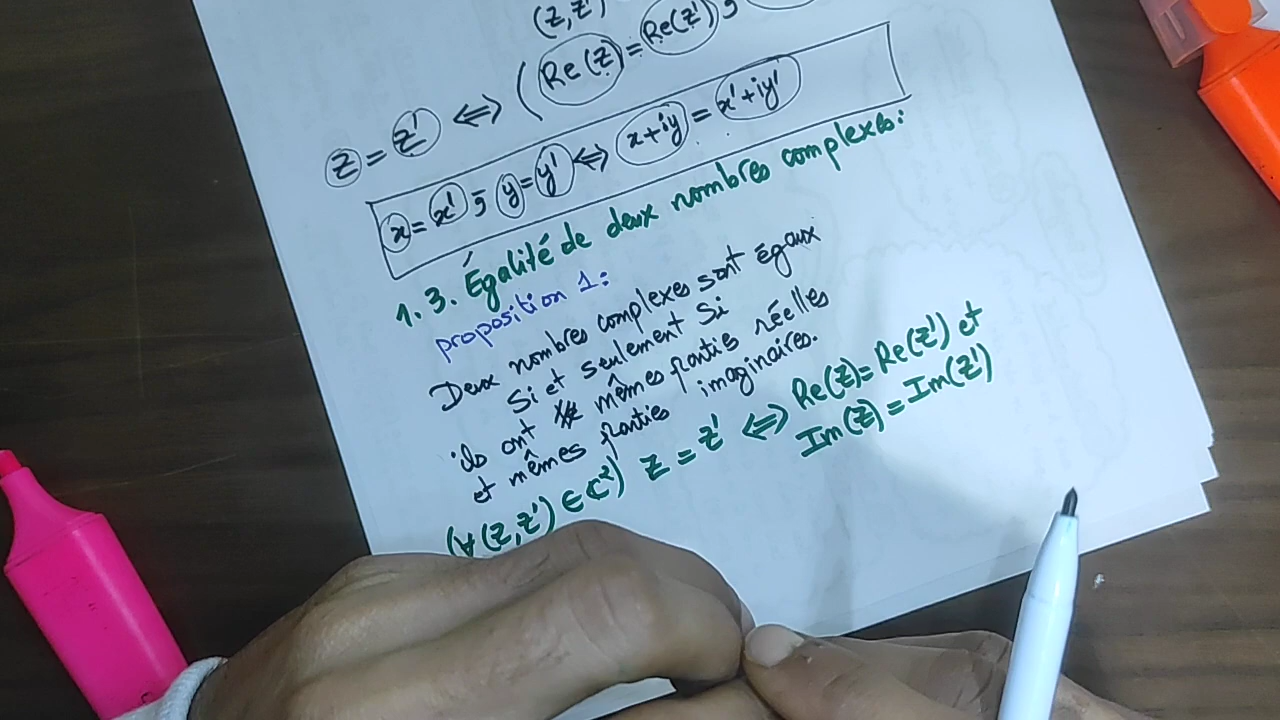 (z, z')
z = z' ⟺ (Re(z) = Re(z') ;
x = x' ; y = y' ⟺ x+iy = x'+iy'
1.3. Égalité de deux nombres complexes:
proposition 1:
Deux nombres complexes sont égaux
si et seulement Si
ils ont mêmes parties réelles
et mêmes parties imaginaires.
(∀(z,z') ∈ ℂ²) z = z' ⟺ Re(z) = Re(z') et
Im(z) = Im(z')